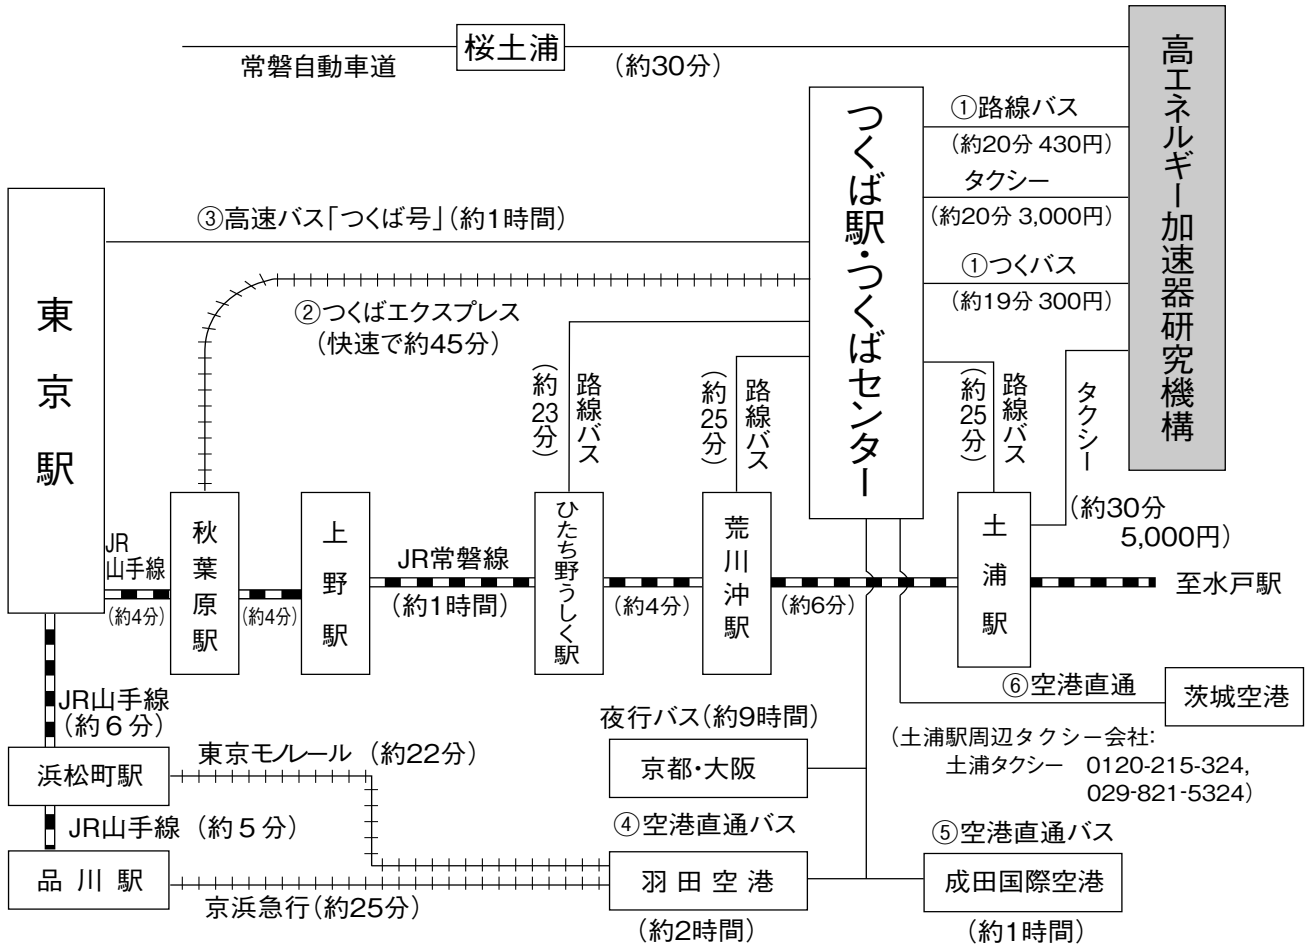 桜土浦
常磐自動車道
(約30分)
高エネルギー加速器研究機構
つくば駅・つくばセンター
①路線バス
(約20分 430円)
タクシー
(約20分 3,000円)
①つくバス
(約19分 300円)
③高速バス「つくば号」(約1時間)
②つくばエクスプレス
(快速で約45分)
東京駅
路線バス
(約23分)
路線バス
(約25分)
路線バス
(約25分)
タクシー
(約30分
5,000円)
JR
山手線
(約4分)
秋葉原駅
(約4分)
上野駅
JR常磐線
(約1時間)
ひたち野うしく駅
(約4分)
荒川沖駅
(約6分)
土浦駅
至水戸駅
JR山手線
(約6分)
⑥空港直通
茨城空港
夜行バス(約9時間)
京都・大阪
(土浦駅周辺タクシー会社:
土浦タクシー 0120-215-324,
029-821-5324)
浜松町駅
東京モノレール (約22分)
JR山手線 (約5分)
④空港直通バス
⑤空港直通バス
品川駅
京浜急行(約25分)
羽田空港
(約2時間)
成田国際空港
(約1時間)